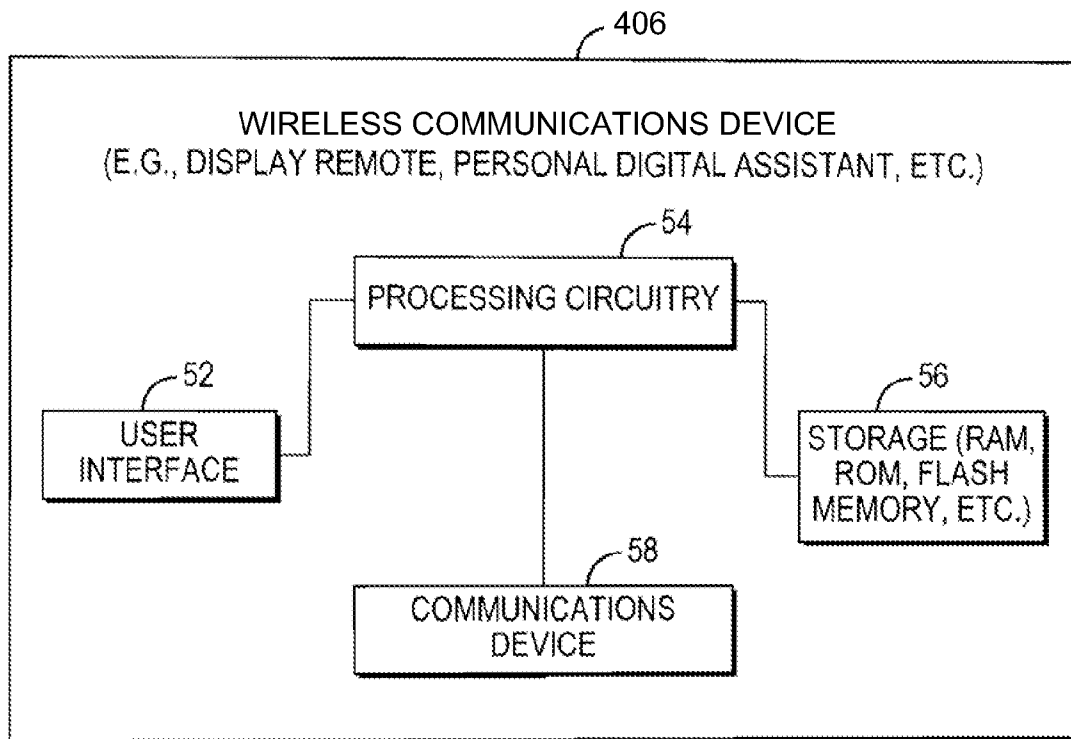 406
WIRELESS COMMUNICATIONS DEVICE
(E.G., DISPLAY REMOTE, PERSONAL DIGITAL ASSISTANT, ETC.)
54
PROCESSING CIRCUITRY
52
USER
INTERFACE
56
STORAGE (RAM,
ROM, FLASH
MEMORY, ETC.)
58
COMMUNICATIONS
DEVICE